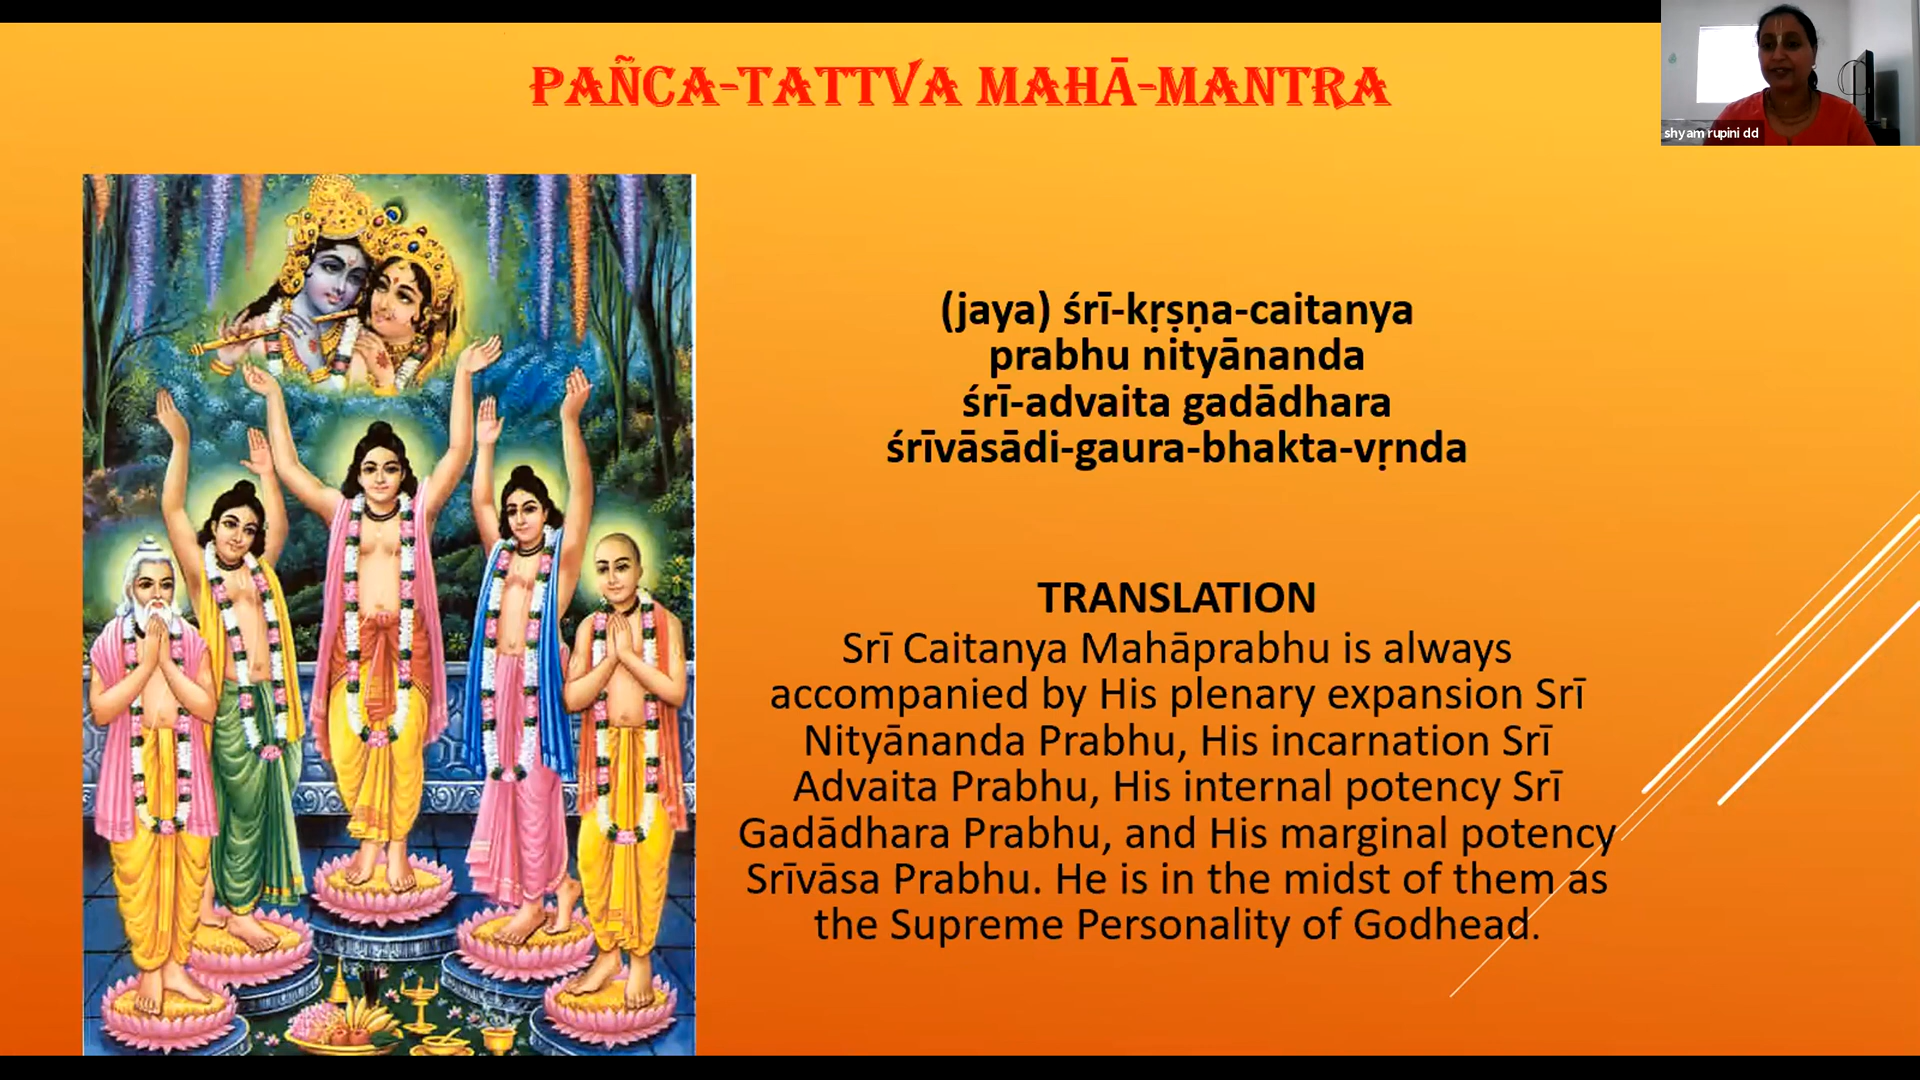 PAÑCA-TATTVA MAHĀ-MANTRA
shyam rupini dd
(jaya) śrī-kṛṣṇa-caitanya
prabhu nityānanda
śrī-advaita gadādhara
śrīvāsādi-gaura-bhakta-vṛnda
TRANSLATION
Srī Caitanya Mahāprabhu is always
accompanied by His plenary expansion Srī
Nityānanda Prabhu, His incarnation Srī
Advaita Prabhu, His internal potency Srī
Gadādhara Prabhu, and His marginal potency
Srīvāsa Prabhu. He is in the midst of them as
the Supreme Personality of Godhead.